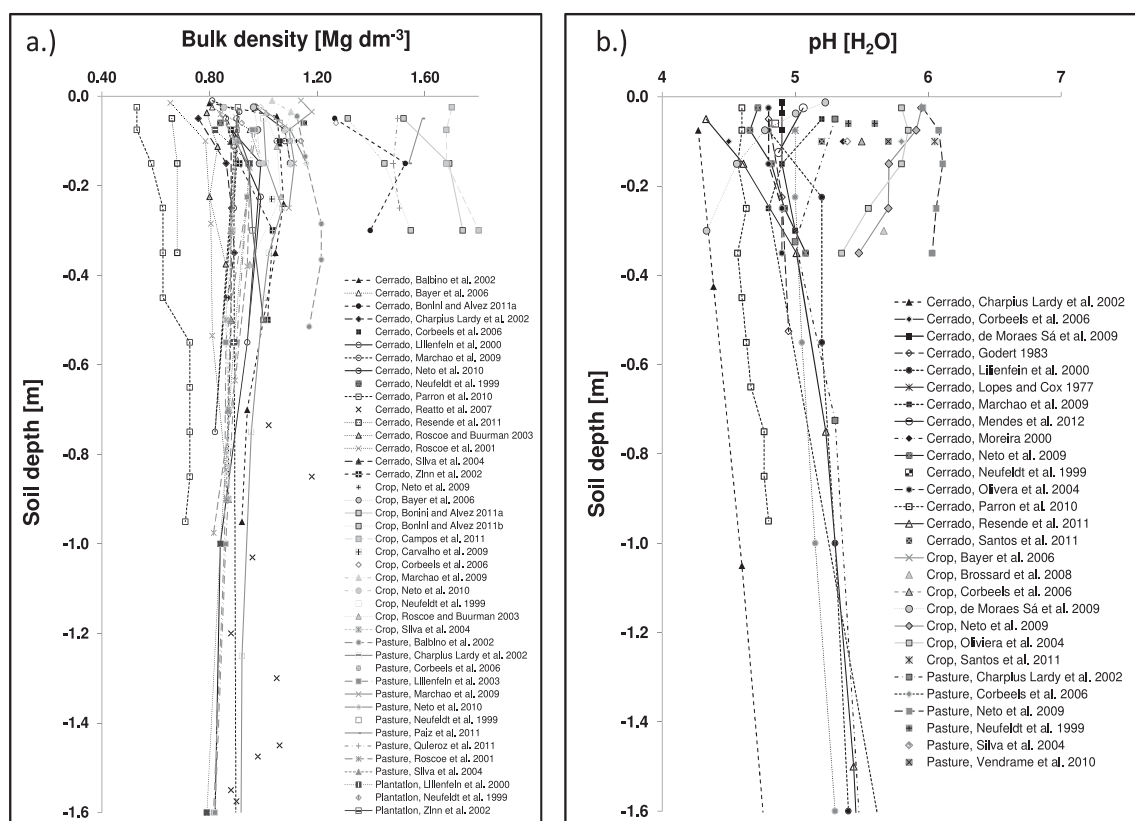 a.)
Bulk density [Mg dm-3]
0.40 0.80 1.20 1.60
0.0
-0.2
-0.4
-0.6
-0.8
-1.0
-1.2
-1.4
-1.6
Soil depth [m]
Cerrado, Balbino et al. 2002
Cerrado, Bayer et al. 2006
Cerrado, Bonini and Alvez 2011a
Cerrado, Charplus Lardy et al. 2002
Cerrado, Corbeels et al. 2006
Cerrado, Lilienfeln et al. 2000
Cerrado, Marchao et al. 2009
Cerrado, Neto et al. 2010
Cerrado, Neufeldt et al. 1999
Cerrado, Parron et al. 2010
Cerrado, Reatto et al. 2007
Cerrado, Resende et al. 2011
Cerrado, Roscoe and Buurman 2003
Cerrado, Roscoe et al. 2001
Cerrado, Silva et al. 2004
Cerrado, Zinn et al. 2002
Crop, Neto et al. 2009
Crop, Bayer et al. 2006
Crop, Bonini and Alvez 2011a
Crop, Bonini and Alvez 2011b
Crop, Campos et al. 2011
Crop, Carvalho et al. 2009
Crop, Corbeels et al. 2006
Crop, Marchao et al. 2009
Crop, Neto et al. 2010
Crop, Neufeldt et al. 1999
Crop, Roscoe and Buurman 2003
Crop, Silva et al. 2004
Pasture, Balbino et al. 2002
Pasture, Charplus Lardy et al. 2002
Pasture, Corbeels et al. 2006
Pasture, Lilienfeln et al. 2003
Pasture, Marchao et al. 2009
Pasture, Neto et al. 2010
Pasture, Neufeldt et al. 1999
Pasture, Paiz et al. 2011
Pasture, Quleroz et al. 2011
Pasture, Roscoe et al. 2001
Pasture, Silva et al. 2004
Plantation, Lilienfeln et al. 2000
Plantation, Neufeldt et al. 1999
Plantation, Zinn et al. 2002
b.)
pH [H2O]
4 5 6 7
0.0
-0.2
-0.4
-0.6
-0.8
-1.0
-1.2
-1.4
-1.6
Soil depth [m]
Cerrado, Charpius Lardy et al. 2002
Cerrado, Corbeels et al. 2006
Cerrado, de Moraes Sá et al. 2009
Cerrado, Godert 1983
Cerrado, Lilienfein et al. 2000
Cerrado, Lopes and Cox 1977
Cerrado, Marchao et al. 2009
Cerrado, Mendes et al. 2012
Cerrado, Moreira 2000
Cerrado, Neto et al. 2009
Cerrado, Neufeldt et al. 1999
Cerrado, Olivera et al. 2004
Cerrado, Parron et al. 2010
Cerrado, Resende et al. 2011
Cerrado, Santos et al. 2011
Crop, Bayer et al. 2006
Crop, Brossard et al. 2008
Crop, Corbeels et al. 2006
Crop, de Moraes Sá et al. 2009
Crop, Neto et al. 2009
Crop, Oliviera et al. 2004
Crop, Santos et al. 2011
Pasture, Charplus Lardy et al. 2002
Pasture, Corbeels et al. 2006
Pasture, Neto et al. 2009
Pasture, Neufeldt et al. 1999
Pasture, Silva et al. 2004
Pasture, Vendrame et al. 2010